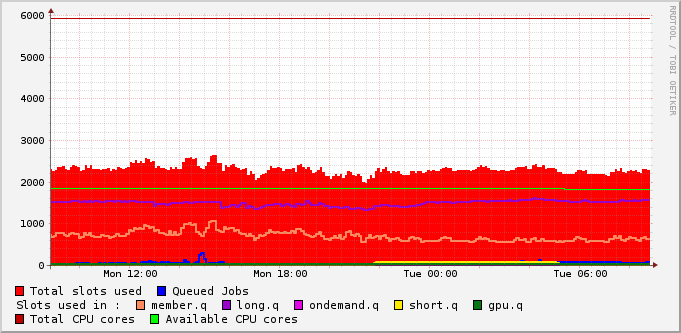 6000
5000
4000
3000
2000
1000
0
Mon 12:00 Mon 18:00 Tue 00:00 Tue 06:00
RRDTOOL / TOBI OETIKER
Total slots used Queued Jobs
Slots used in : member.q long.q ondemand.q short.q gpu.q
Total CPU cores Available CPU cores